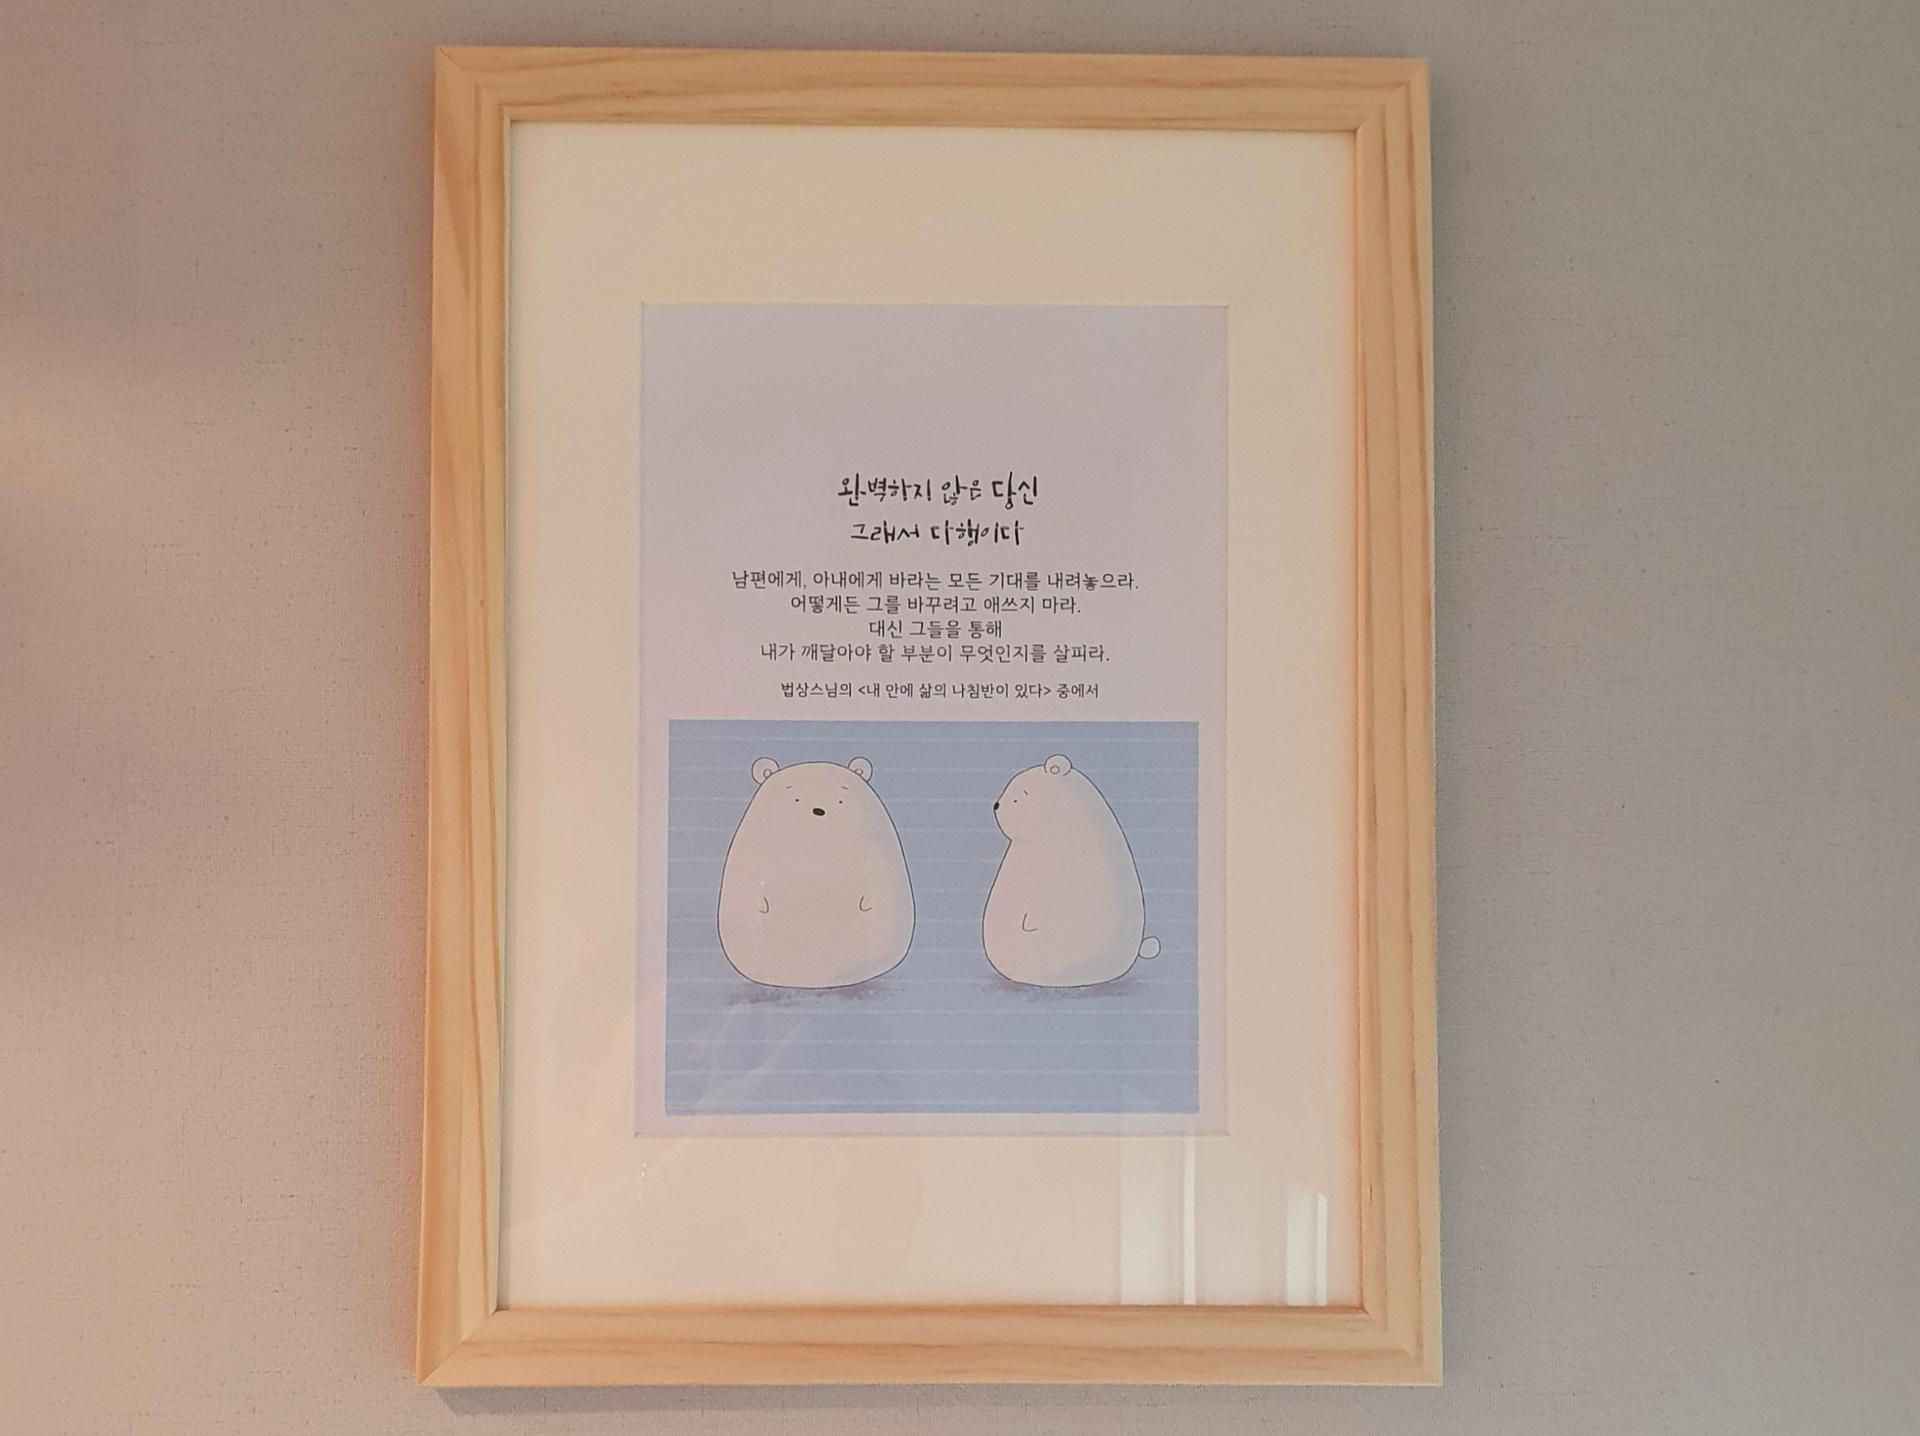 완벽하지 않은 당신
그래서 다행이다
남편에게, 아내에게 바라는 모든 기대를 내려놓으라.
어떻게든 그를 바꾸려고 애쓰지 마라.
대신 그들을 통해
내가 깨달아야 할 부분이 무엇인지를 살피라.
법상스님의 <내 안에 삶의 나침반이 있다> 중에서